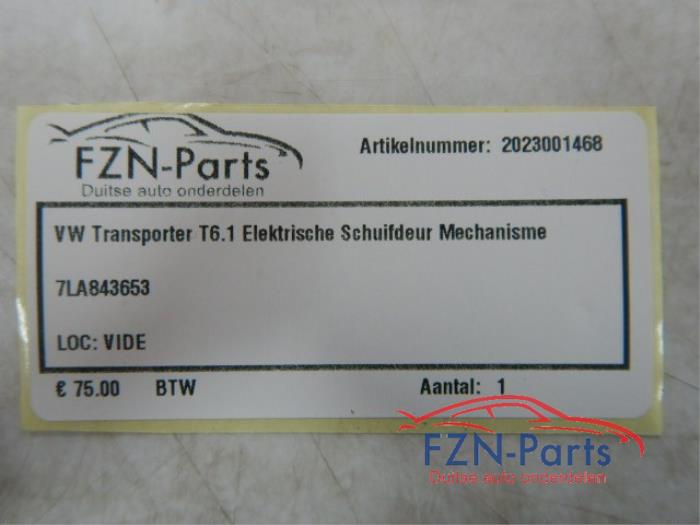 FZN-Parts
Duitse auto onderdelen
Artikelnummer: 2023001468
VW Transporter T6.1 Elektrische Schuifdeur Mechanisme
7LA843653
LOC: VIDE
€ 75.00 BTW Aantal: 1
FZN-Parts
Duitse auto onderdelen